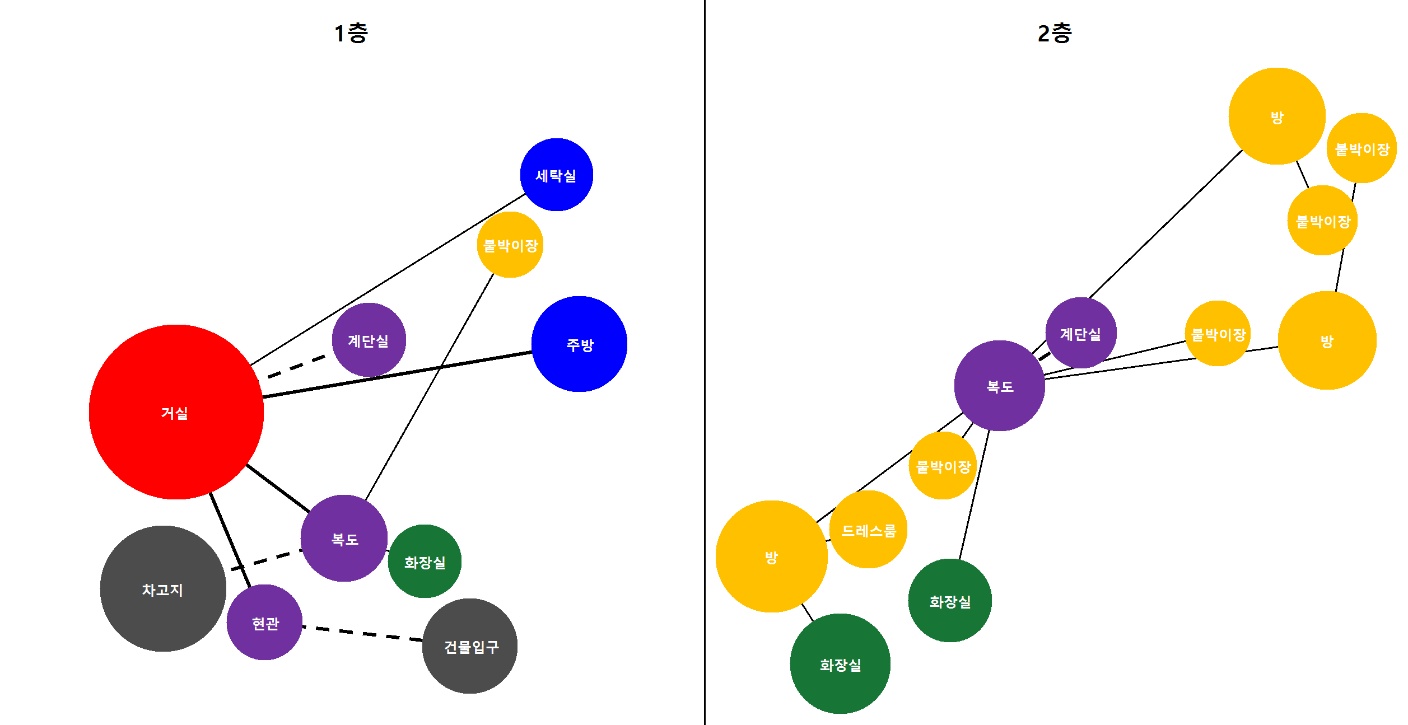 1층
세탁실
붙박이장
계단실
주방
거실
복도
화장실
차고지
현관
건물입구
2층
방
붙박이장
붙박이장
계단실
붙박이장
방
복도
붙박이장
드레스룸
방
화장실
화장실